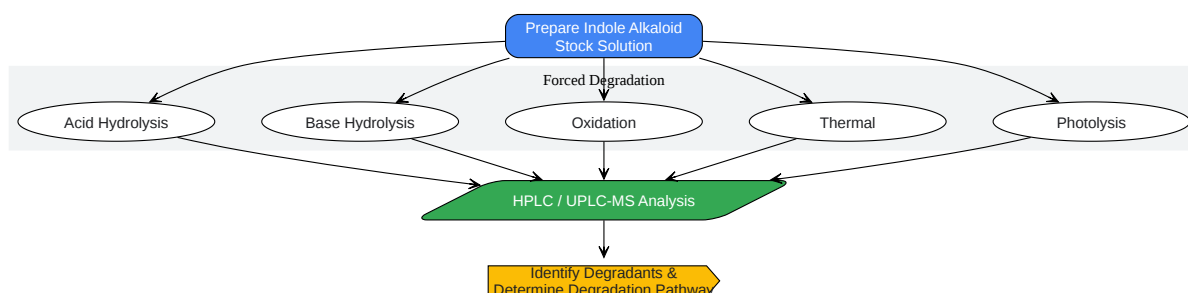 Prepare Indole Alkaloid
Stock Solution
Forced Degradation
Acid Hydrolysis
Base Hydrolysis
Oxidation
Thermal
Photolysis
HPLC / UPLC-MS Analysis
Identify Degradants &
Determine Degradation Pathway